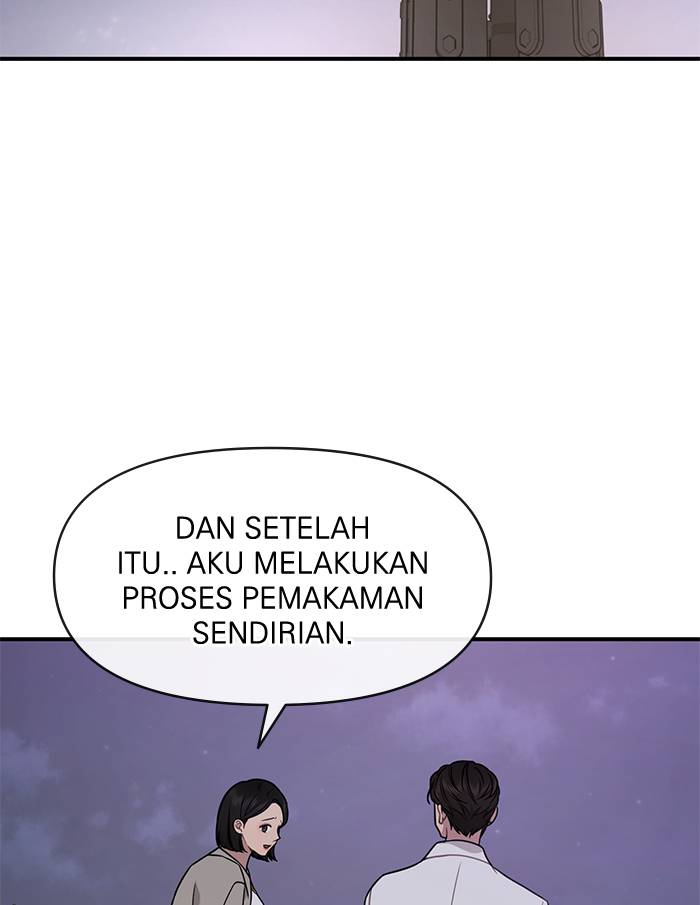 DAN SETELAH
ITU.. AKU MELAKUKAN
PROSES PEMAKAMAN
SENDIRIAN.